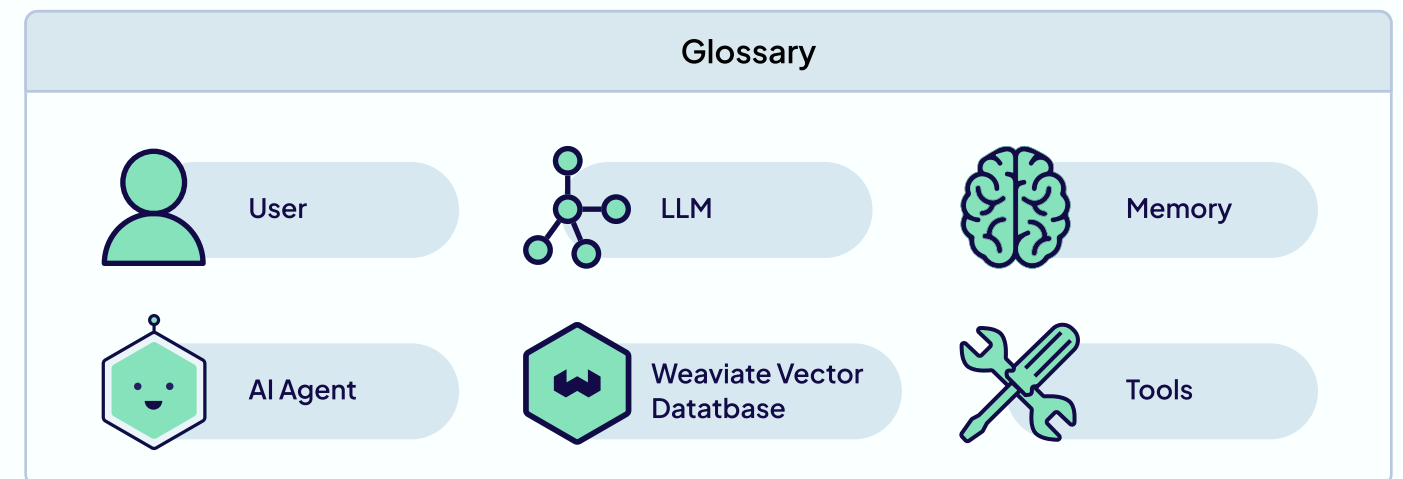 Glossary
User
LLM
Memory
AI Agent
Weaviate Vector
Datatbase
Tools